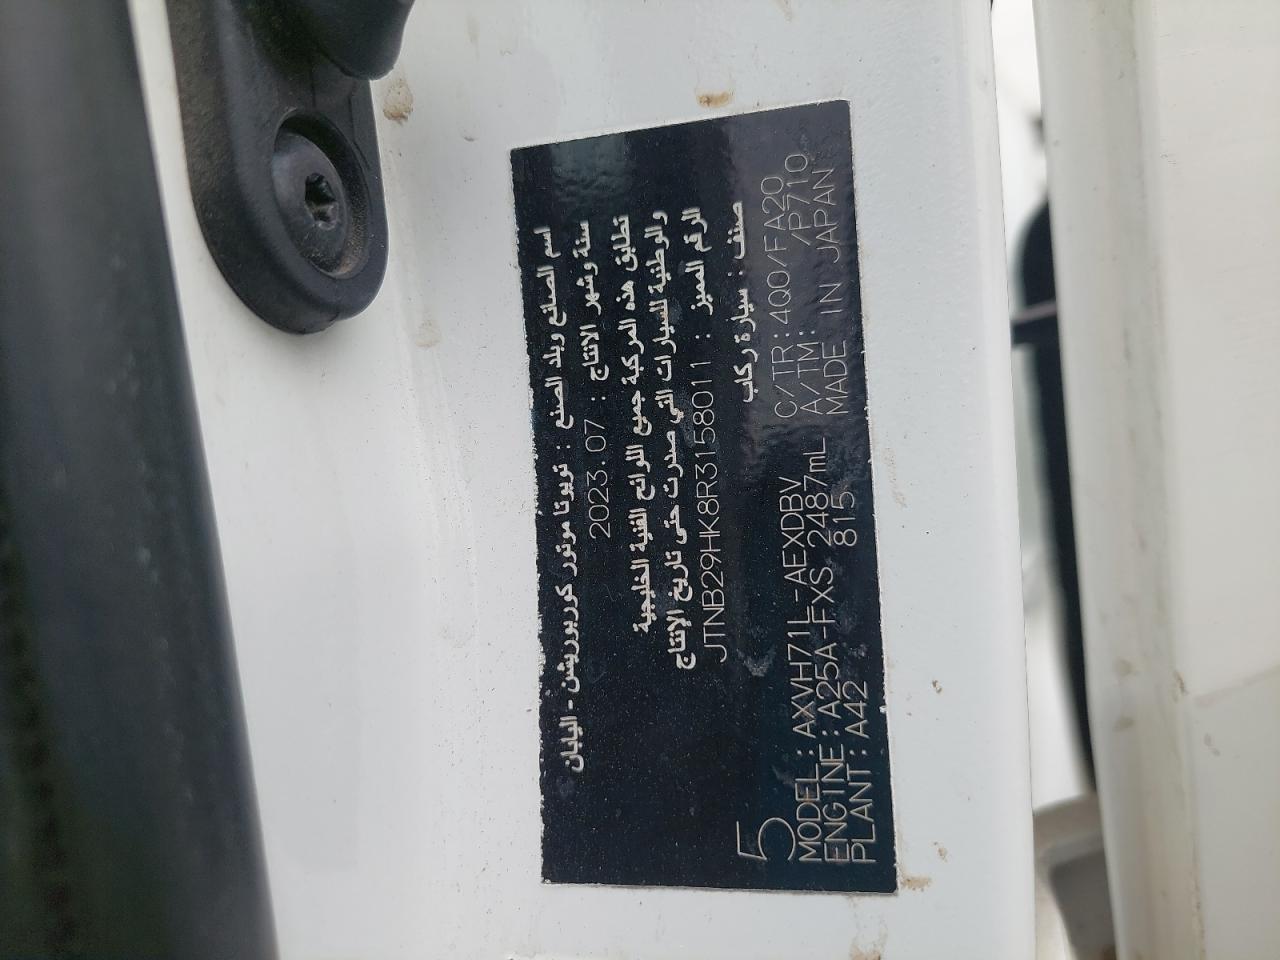 اسم الصانع وبلد الصنع : تويوتا موتور كوربوريشن - اليابان
سنة وشهر الانتاج : 2023.07
تطابق هذه المركبة جميع اللوائح الفنية الخليجية
والوطنية للسيارات التي صدرت حتى تاريخ الإنتاج
الرقم المميز : JTNB29HK8R3158011
صنف : سيارة ركاب
5
MODEL: AXVH71L-AEXDBV C/TR: 4Q0/FA20
ENGINE: A25A-FXS 2487mL A/TM: /P710
PLANT: A42 815 MADE IN JAPAN